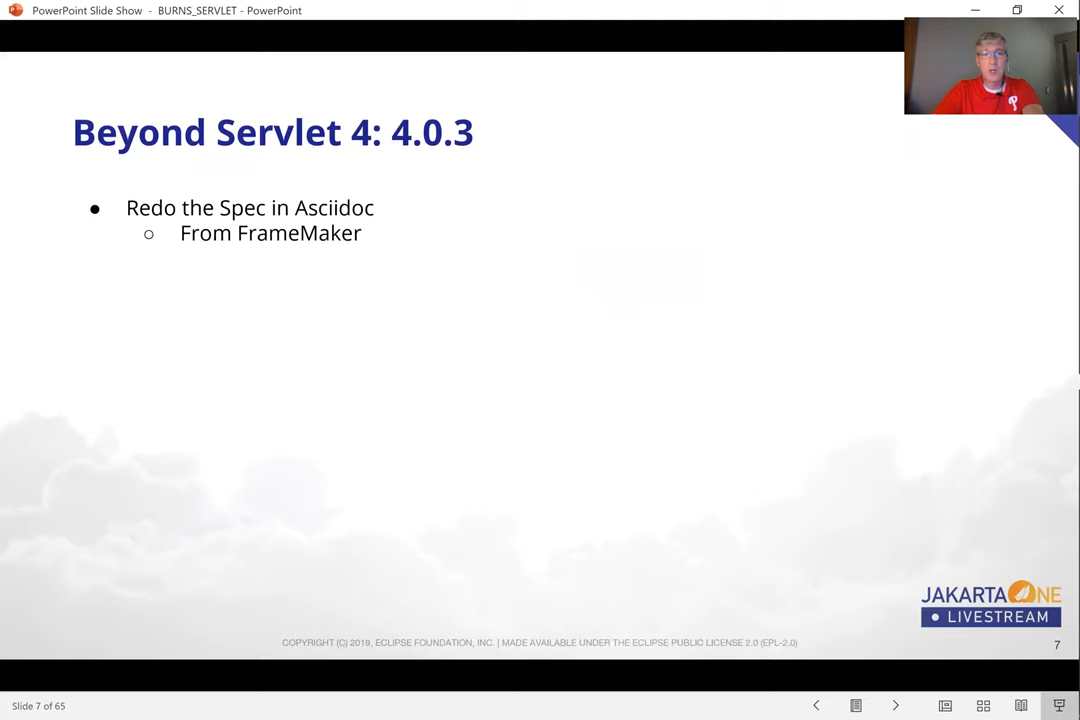 PowerPoint Slide Show - BURNS_SERVLET - PowerPoint
P
Beyond Servlet 4: 4.0.3
● Redo the Spec in Asciidoc
○ From FrameMaker
JAKARTA ONE
● LIVESTREAM
COPYRIGHT (C) 2019, ECLIPSE FOUNDATION, INC. | MADE AVAILABLE UNDER THE ECLIPSE PUBLIC LICENSE 2.0 (EPL-2.0)
7
Slide 7 of 65